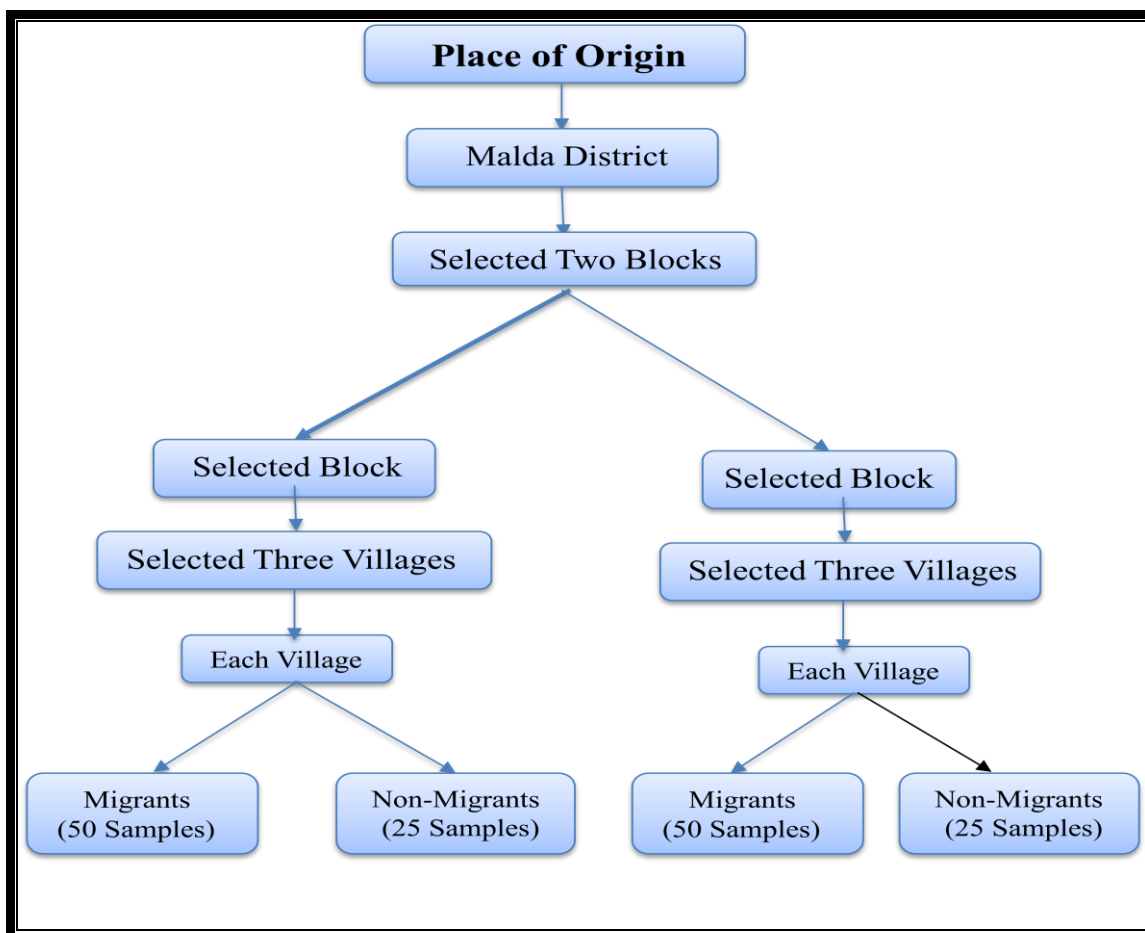 Place of Origin
Malda District
Selected Two Blocks
Selected Block
Selected Three Villages
Each Village
Migrants
(50 Samples)
Non-Migrants
(25 Samples)
Selected Block
Selected Three Villages
Each Village
Migrants
(50 Samples)
Non-Migrants
(25 Samples)